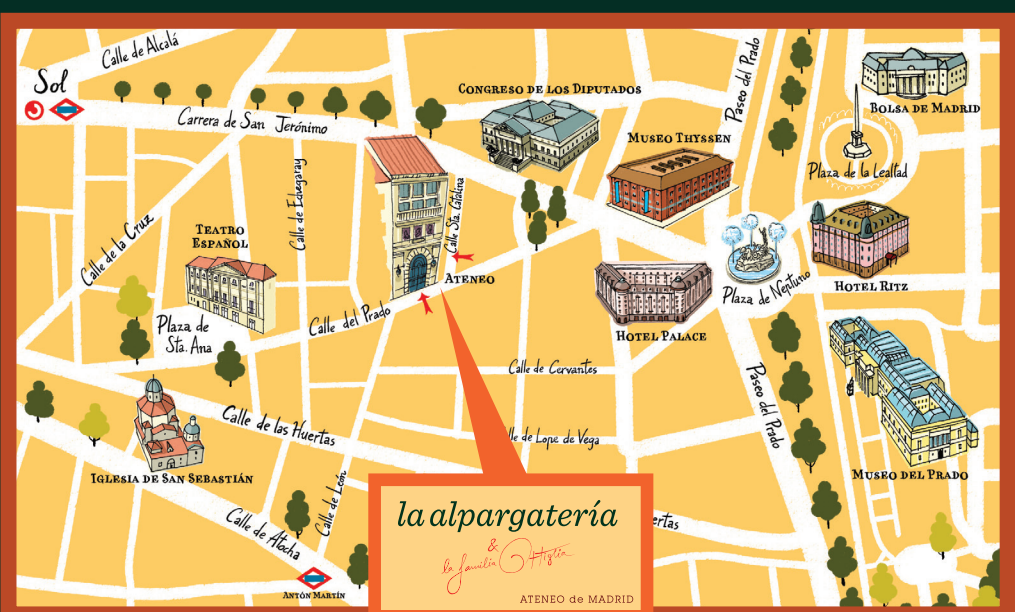 Calle de Alcalá
Sol
Carrera de San Jerónimo
Congreso de los Diputados
Paseo del Prado
Bolsa de Madrid
Museo Thyssen
Plaza de la Lealtad
Calle de Echegaray
Calle Sta. Catalina
Calle de la Cruz
Teatro
Español
Ateneo
Plaza de Neptuno
Hotel Ritz
Calle del Prado
Plaza de
Sta. Ana
Hotel Palace
Calle de Cervantes
Paseo del Prado
Calle de las Huertas
lle de Lope de Vega
Iglesia de San Sebastián
Museo del Prado
Calle de León
Calle de Atocha
ertas
Antón Martín
la alpargatería
&
la familia
ATENEO de MADRID